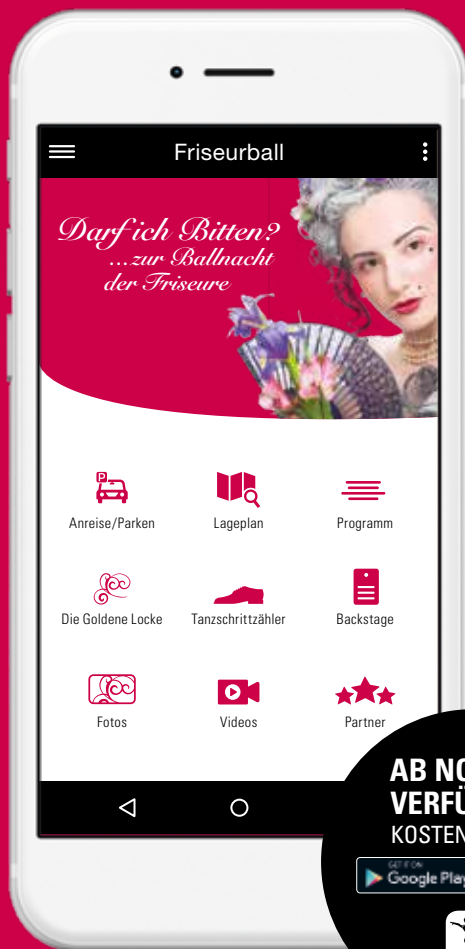 Friseurball
Darf ich Bitten?
...zur Ballnacht
der Friseure
P
Anreise/Parken
Lageplan
Programm
Die Goldene Locke
Tanzschrittzähler
Backstage
Fotos
Videos
Partner
AB NO
VERFÜ
KOSTEN
GET IT ON
Google Play